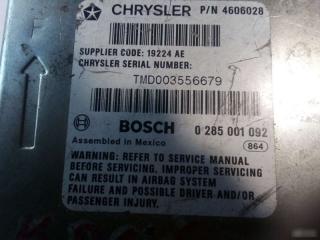 CHRYSLER P/N 4606028
SUPPLIER CODE: 19224 AE
CHRYSLER SERIAL NUMBER:
TMD003556679
BOSCH 0 285 001 092
Assembled in Mexico 864
WARNING: REFER TO SERVICE MANUAL
BEFORE SERVICING. IMPROPER SERVICING
CAN RESULT IN AIRBAG SYSTEM
FAILURE AND POSSIBLE DRIVER AND/OR
PASSENGER INJURY.